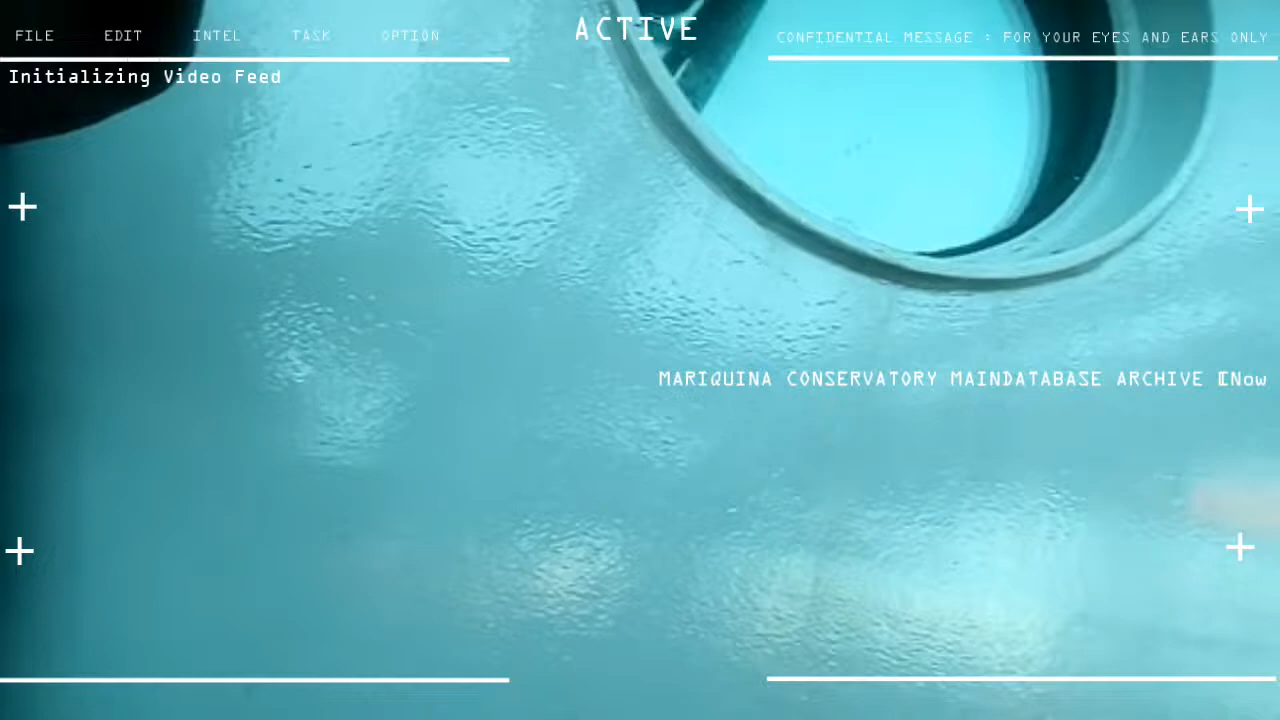 FILE EDIT INTEL TASK OPTION
ACTIVE
CONFIDENTIAL MESSAGE : FOR YOUR EYES AND EARS ONLY
Initializing Video Feed
MARIQUINA CONSERVATORY MAINDATABASE ARCHIVE